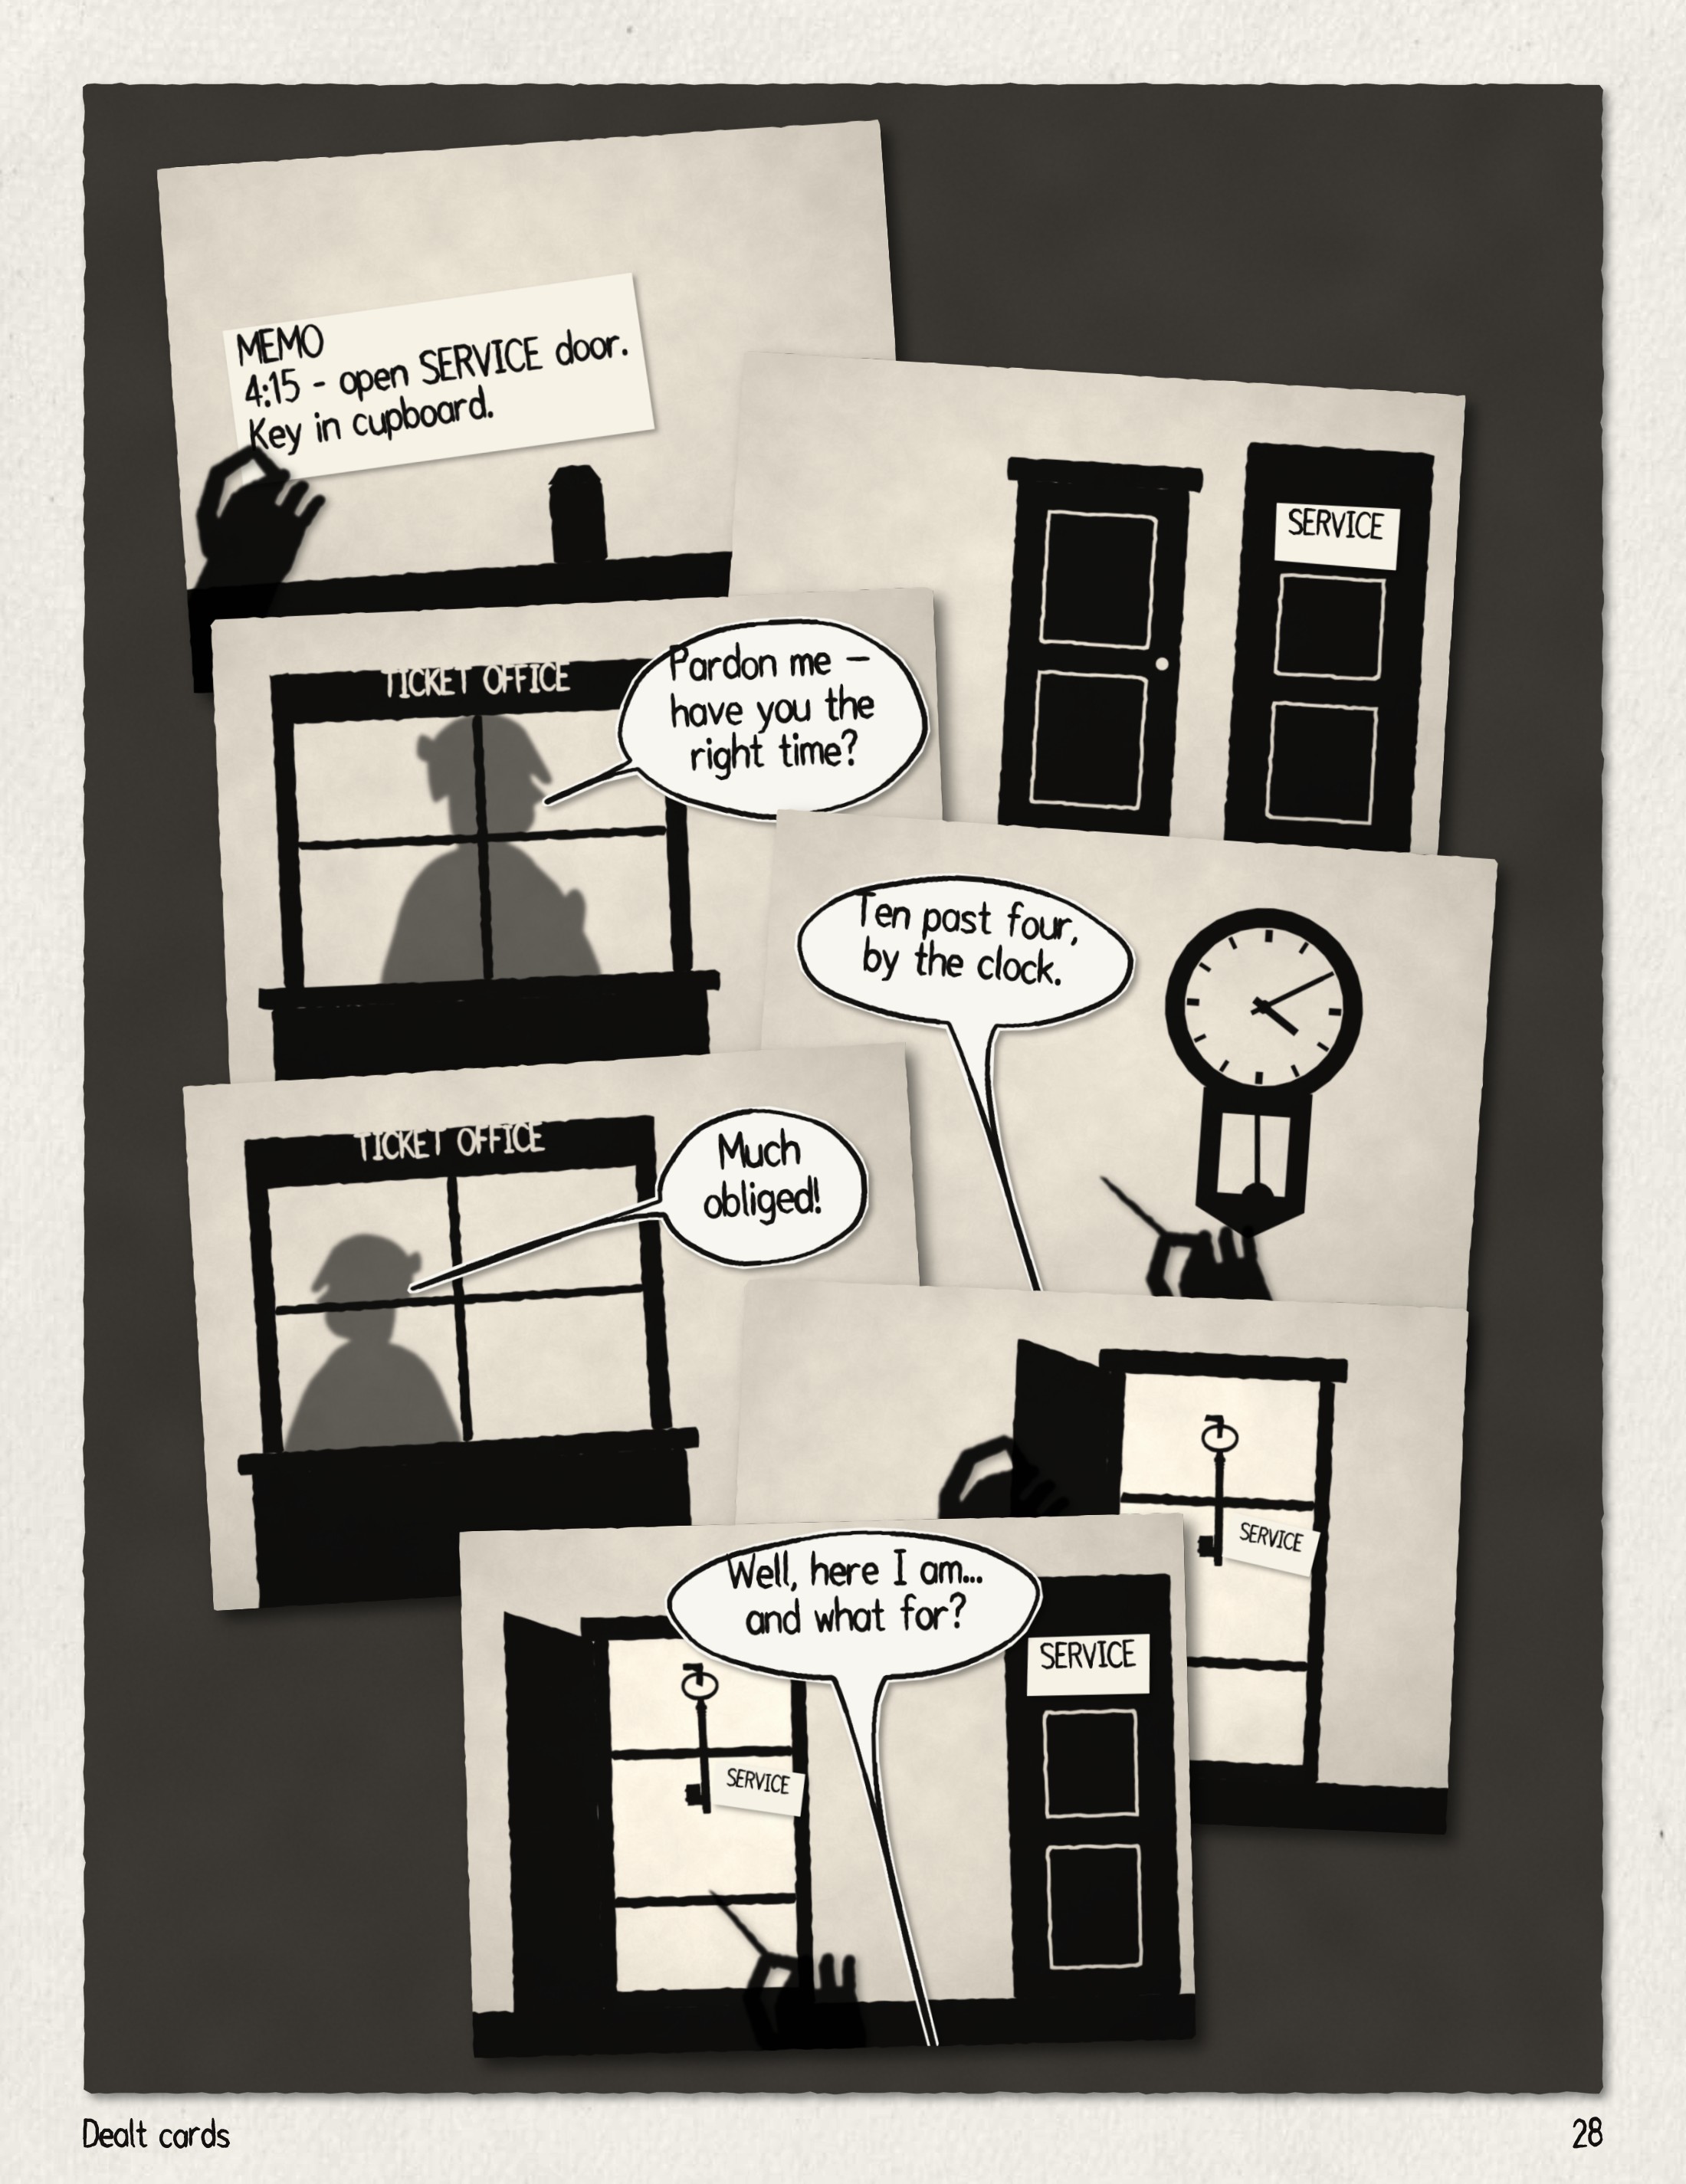 MEMO
4:15 - open SERVICE door.
Key in cupboard.
SERVICE
TICKET OFFICE
Pardon me —
have you the
right time?
Ten past four,
by the clock.
TICKET OFFICE
Much
obliged!
SERVICE
Well, here I am...
and what for?
SERVICE
SERVICE
Dealt cards
28